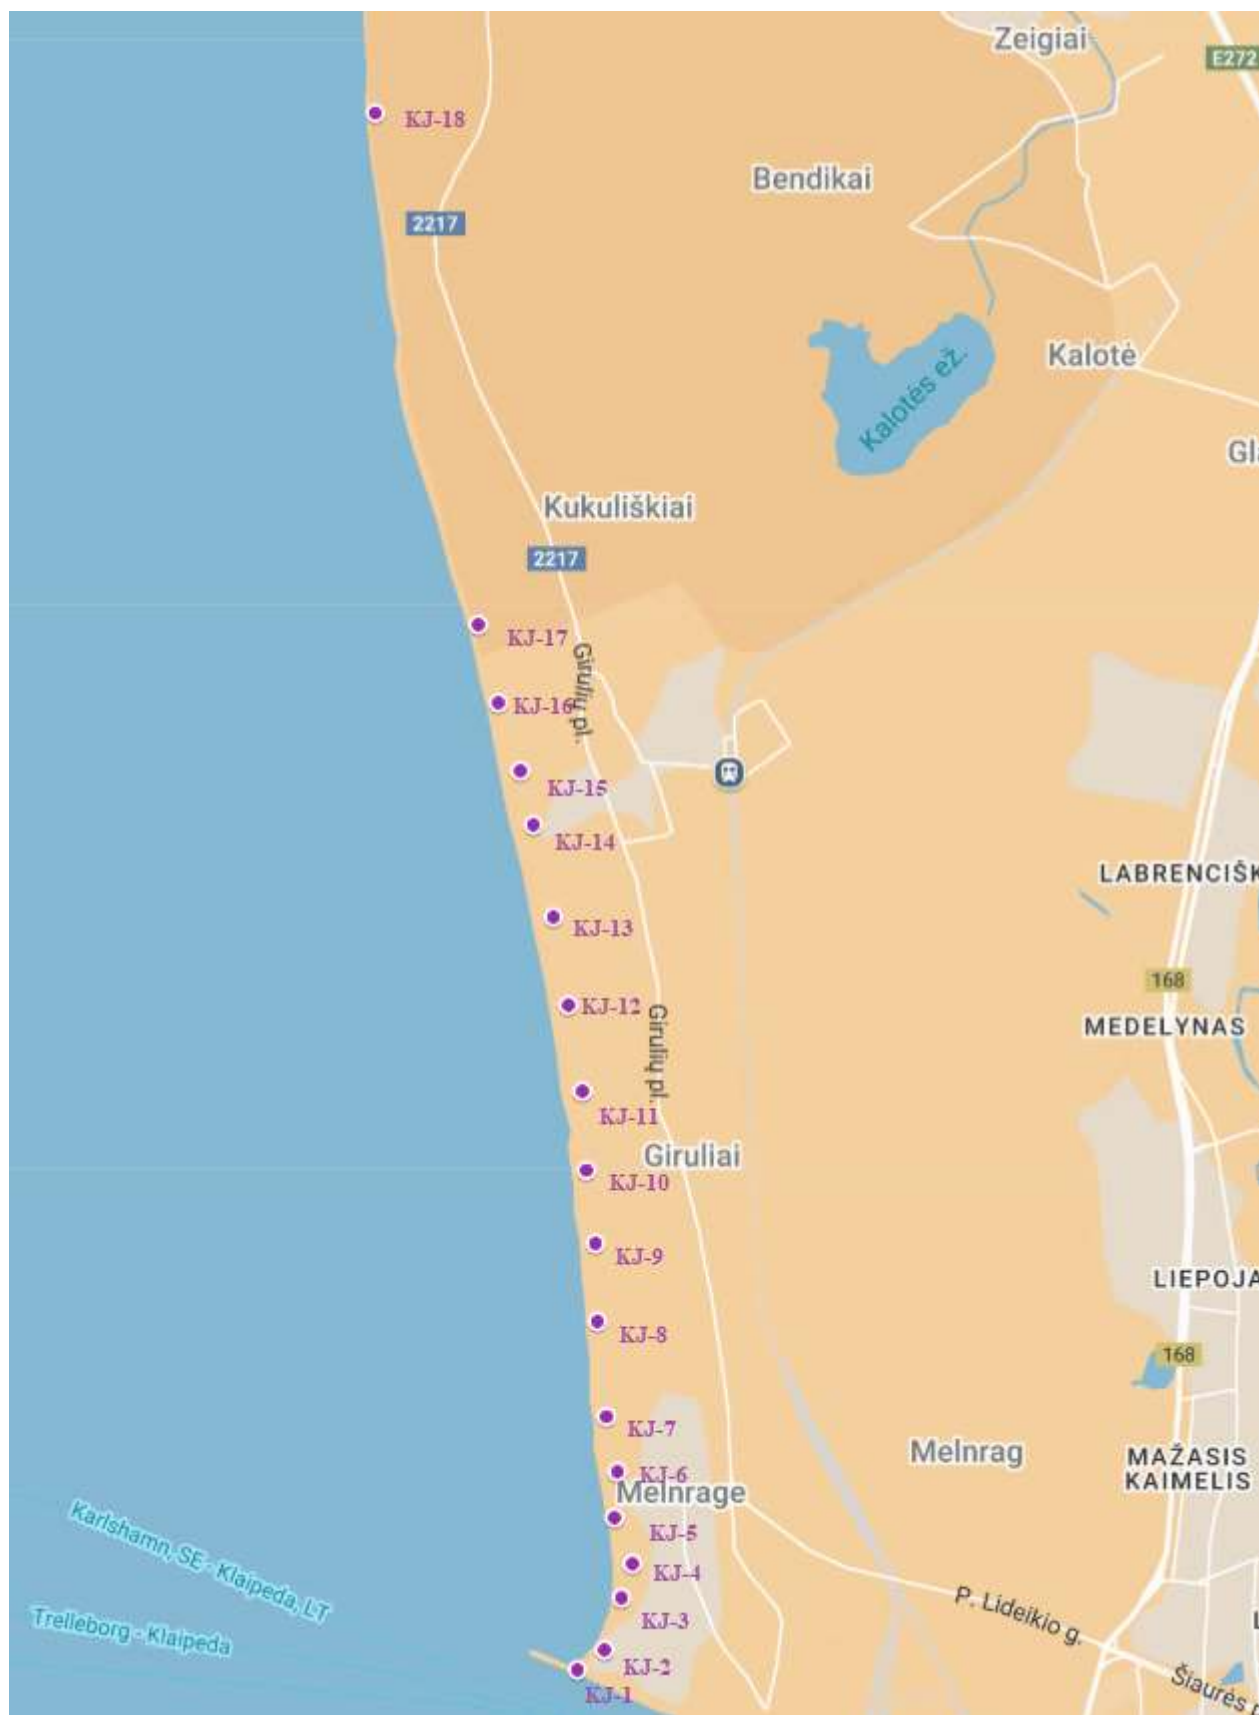 Zeigiai
E272
KJ-18
Bendikai
2217
Kalotė
Kalotės ež.
Gl
Kukuliškiai
2217
KJ-17
Girulių pl.
KJ-16
KJ-15
KJ-14
LABRENCIŠK
KJ-13
168
KJ-12
MEDELYNAS
Girulių pl.
KJ-11
Giruliai
KJ-10
KJ-9
LIEPOJA
KJ-8
168
KJ-7
Melnrag
MAŽASIS
KAIMELIS
KJ-6
Melnrage
KJ-5
Karlshamn, SE - Klaipeda, LT
KJ-4
P. Lideikio g.
KJ-3
Trelleborg - Klaipeda
KJ-2
Šiaurės
KJ-1